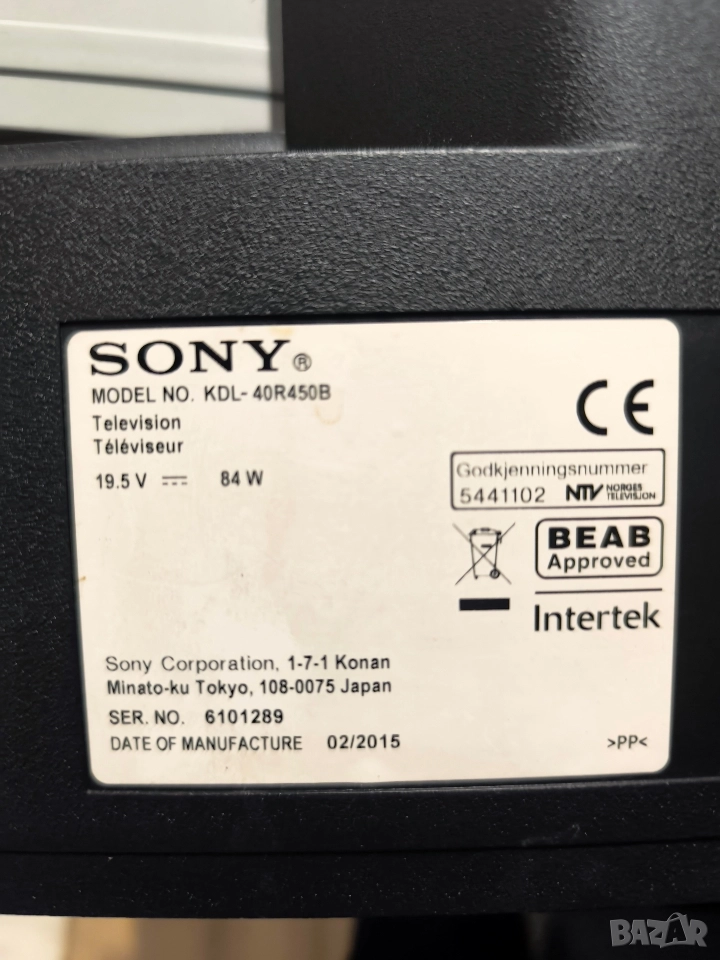 SONY®
MODEL NO. KDL-40R450B
Television
Téléviseur
19.5 V ⎓ 84 W
CE
Godkjenningsnummer
5441102 NTV NORGES TELEVISJON
BEAB
Approved
Intertek
Sony Corporation, 1-7-1 Konan
Minato-ku Tokyo, 108-0075 Japan
SER. NO. 6101289
DATE OF MANUFACTURE 02/2015
>PP<
BAZAR